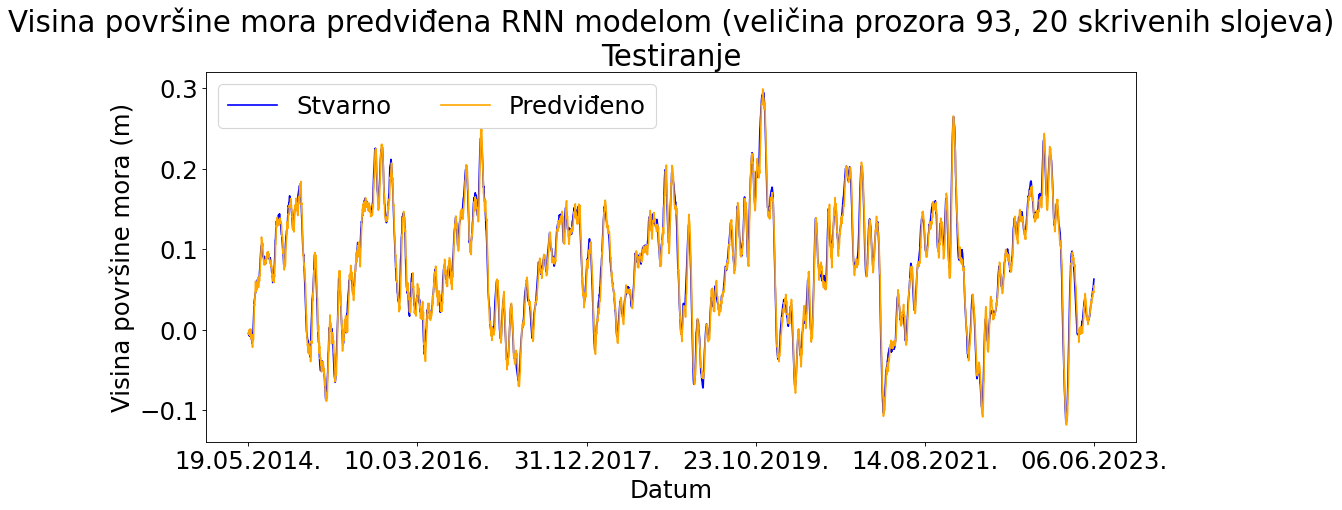 Visina površine mora predviđena RNN modelom (veličina prozora 93, 20 skrivenih slojeva)
Testiranje
Stvarno
Predviđeno
Visina površine mora (m)
0.3
0.2
0.1
0.0
−0.1
19.05.2014.
10.03.2016.
31.12.2017.
23.10.2019.
14.08.2021.
06.06.2023.
Datum